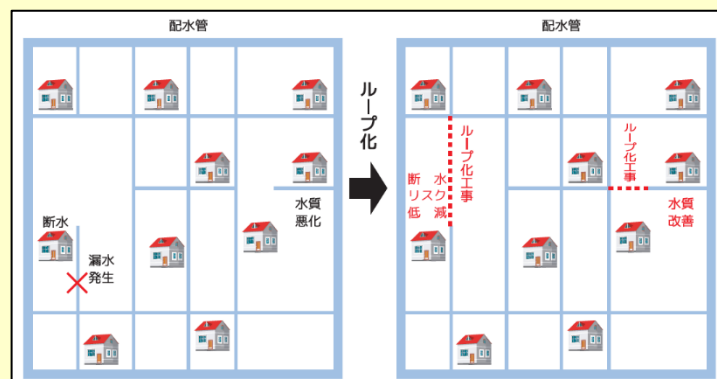 配水管
断水
漏水
発生
水質
悪化
ループ化
配水管
ループ化工事
断水
リスク
低減
ループ化工事
水質
改善